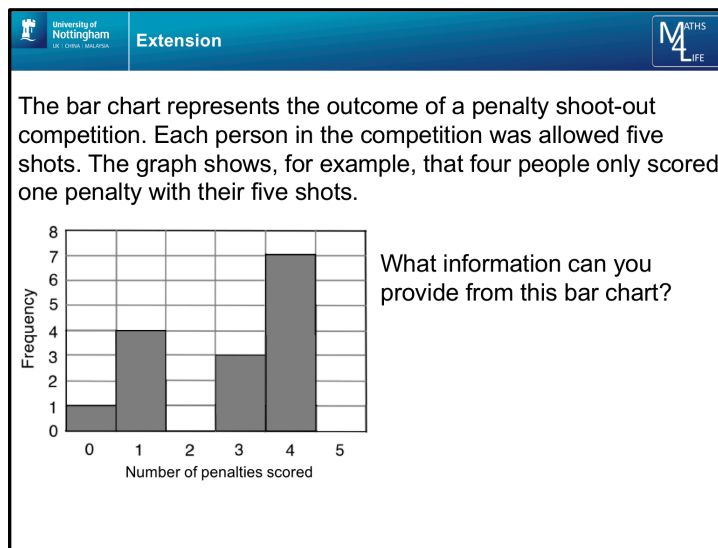 University of
Nottingham
UK | CHINA | MALAYSIA
Extension
MATHS
4
LIFE
The bar chart represents the outcome of a penalty shoot-out
competition. Each person in the competition was allowed five
shots. The graph shows, for example, that four people only scored
one penalty with their five shots.
What information can you
provide from this bar chart?
8
7
6
5
4
3
2
1
0
Frequency
0 1 2 3 4 5
Number of penalties scored